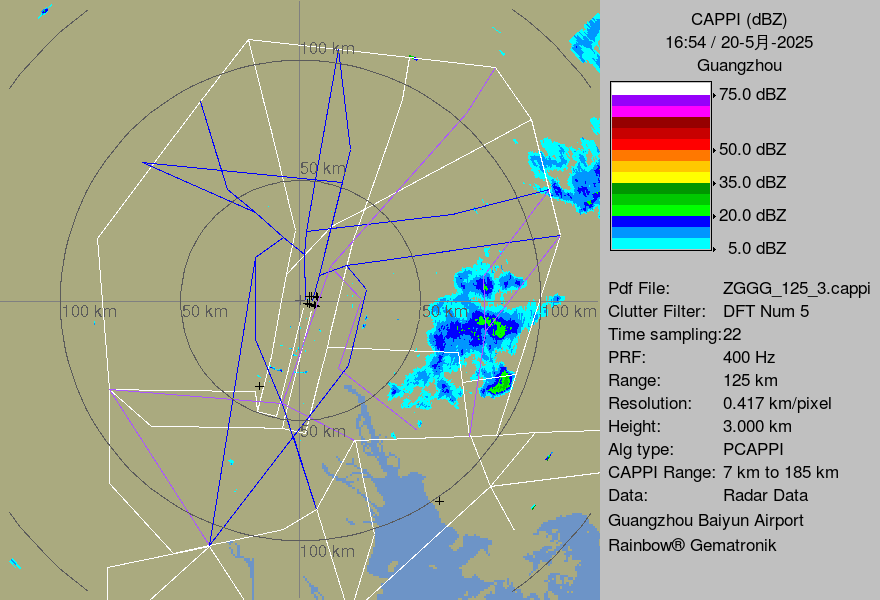 100 km
50 km
100 km
50 km
50 km
100 km
50 km
100 km
CAPPI (dBZ)
16:54 / 20-5月-2025
Guangzhou
75.0 dBZ
50.0 dBZ
35.0 dBZ
20.0 dBZ
5.0 dBZ
Pdf File: ZGGG_125_3.cappi
Clutter Filter: DFT Num 5
Time sampling:22
PRF: 400 Hz
Range: 125 km
Resolution: 0.417 km/pixel
Height: 3.000 km
Alg type: PCAPPI
CAPPI Range: 7 km to 185 km
Data: Radar Data
Guangzhou Baiyun Airport
Rainbow® Gematronik